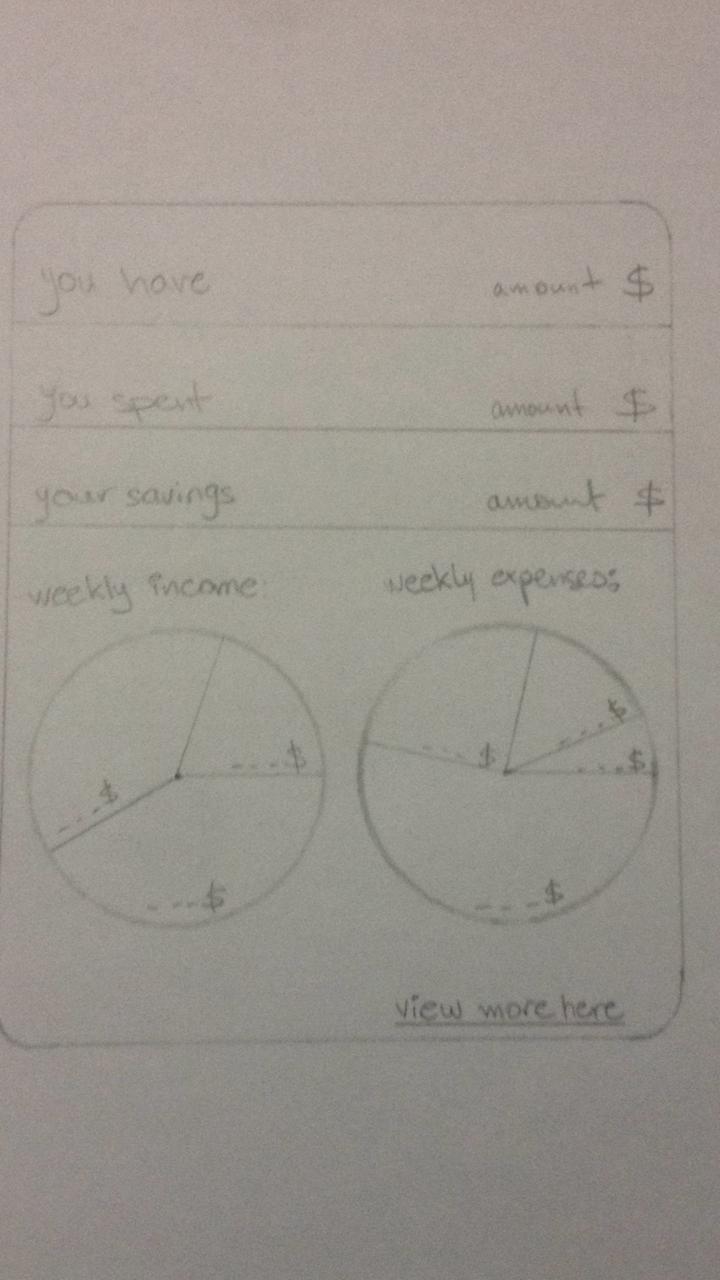 you have amount $
you spent amount $
your savings amount $
weekly income:
weekly expenses:
---$
---$
---$
---$
---$
---$
---$
view more here